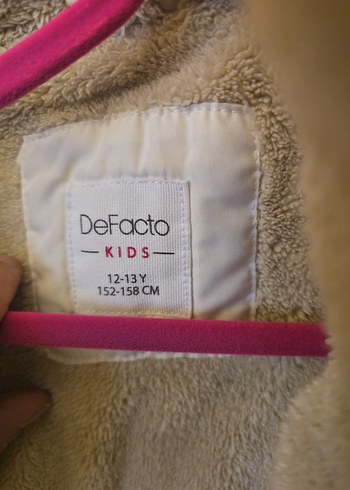 DeFacto
KIDS
12-13 Y
152-158 CM